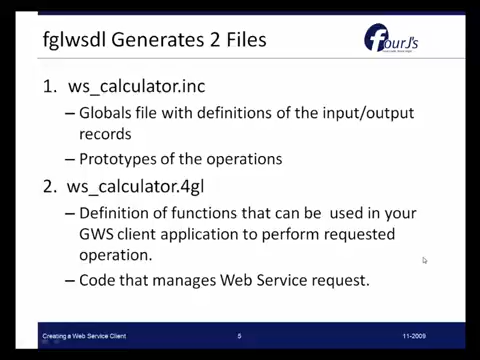 fglwsdl Generates 2 Files
fourJ's
1. ws_calculator.inc
– Globals file with definitions of the input/output
records
– Prototypes of the operations
2. ws_calculator.4gl
– Definition of functions that can be used in your
GWS client application to perform requested
operation.
– Code that manages Web Service request.
Creating a Web Service Client 5 11-2009